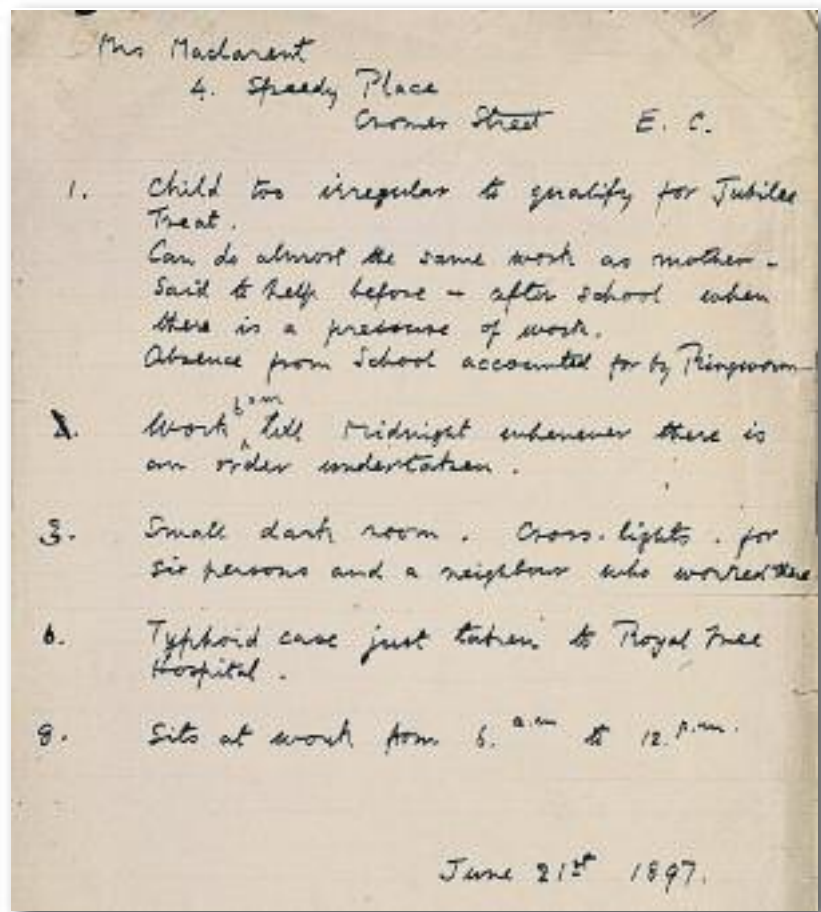 Mrs Maclarent
4. Speedy Place
Cromer Street E. C.
1. Child too irregular to qualify for Jubilee
Treat.
Can do almost the same work as mother -
Said to help before + after school when
there is a pressure of work.
Absence from School accounted for by Ringworm
2. Work 6 am till Midnight whenever there is
an order undertaken.
3. Small dark room. Cross-lights. for
six persons and a neighbour who worked there
6. Typhoid case just taken to Royal Free
Hospital.
8. Sits at work from 6. a.m to 12. p.m.
June 21st 1897.